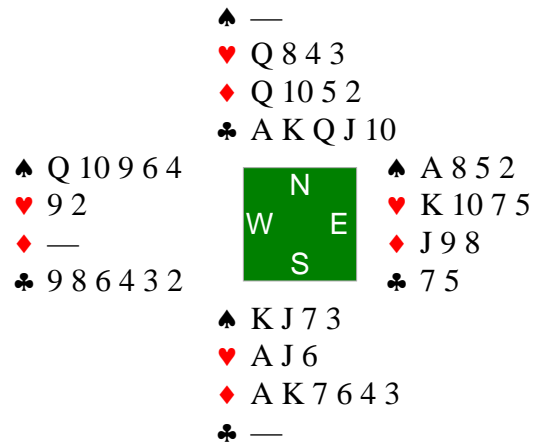 ♠ —
♥ Q 8 4 3
♦ Q 10 5 2
♣ A K Q J 10
♠ Q 10 9 6 4
♥ 9 2
♦ —
♣ 9 8 6 4 3 2
N
W E
S
♠ A 8 5 2
♥ K 10 7 5
♦ J 9 8
♣ 7 5
♠ K J 7 3
♥ A J 6
♦ A K 7 6 4 3
♣ —